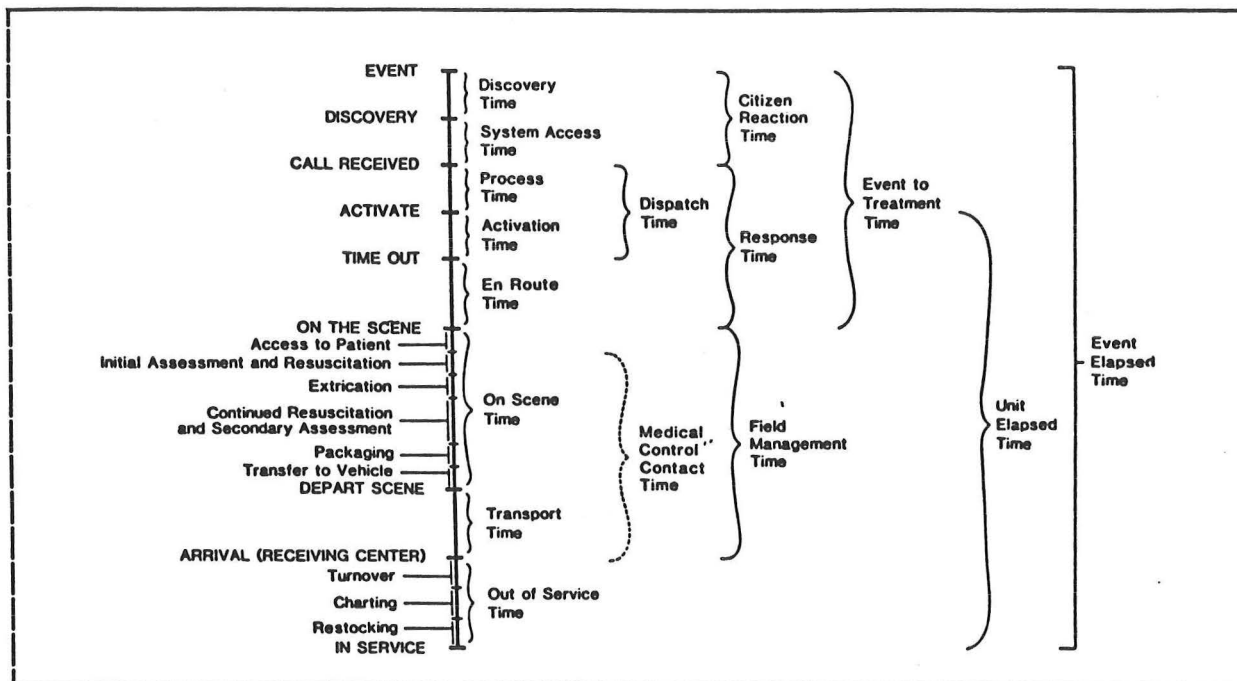 EVENT
DISCOVERY
CALL RECEIVED
ACTIVATE
TIME OUT
ON THE SCENE
Access to Patient
Initial Assessment and Resuscitation
Extrication
Continued Resuscitation
and Secondary Assessment
Packaging
Transfer to Vehicle
DEPART SCENE
ARRIVAL (RECEIVING CENTER)
Turnover
Charting
Restocking
IN SERVICE
Discovery
Time
System Access
Time
Process
Time
Activation
Time
En Route
Time
On Scene
Time
Transport
Time
Out of Service
Time
Dispatch
Time
Medical
Control
Contact
Time
Citizen
Reaction
Time
Response
Time
Field
Management
Time
Event to
Treatment
Time
Unit
Elapsed
Time
Event
Elapsed
Time